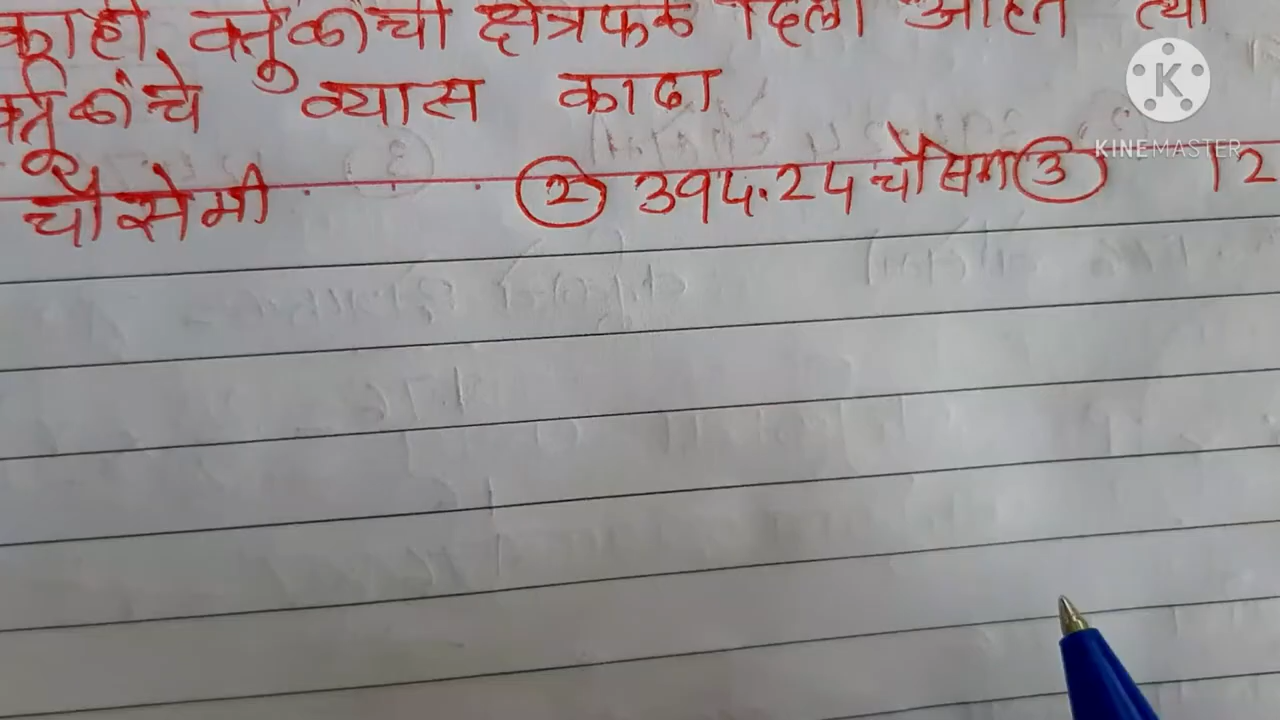 काही वर्तुळांची क्षेत्रफळे दिली आहेत त्या
वर्तुळांचे व्यास काढा
चौसेमी ② 394.24 चौसेमी ③ 12
K
KINEMASTER